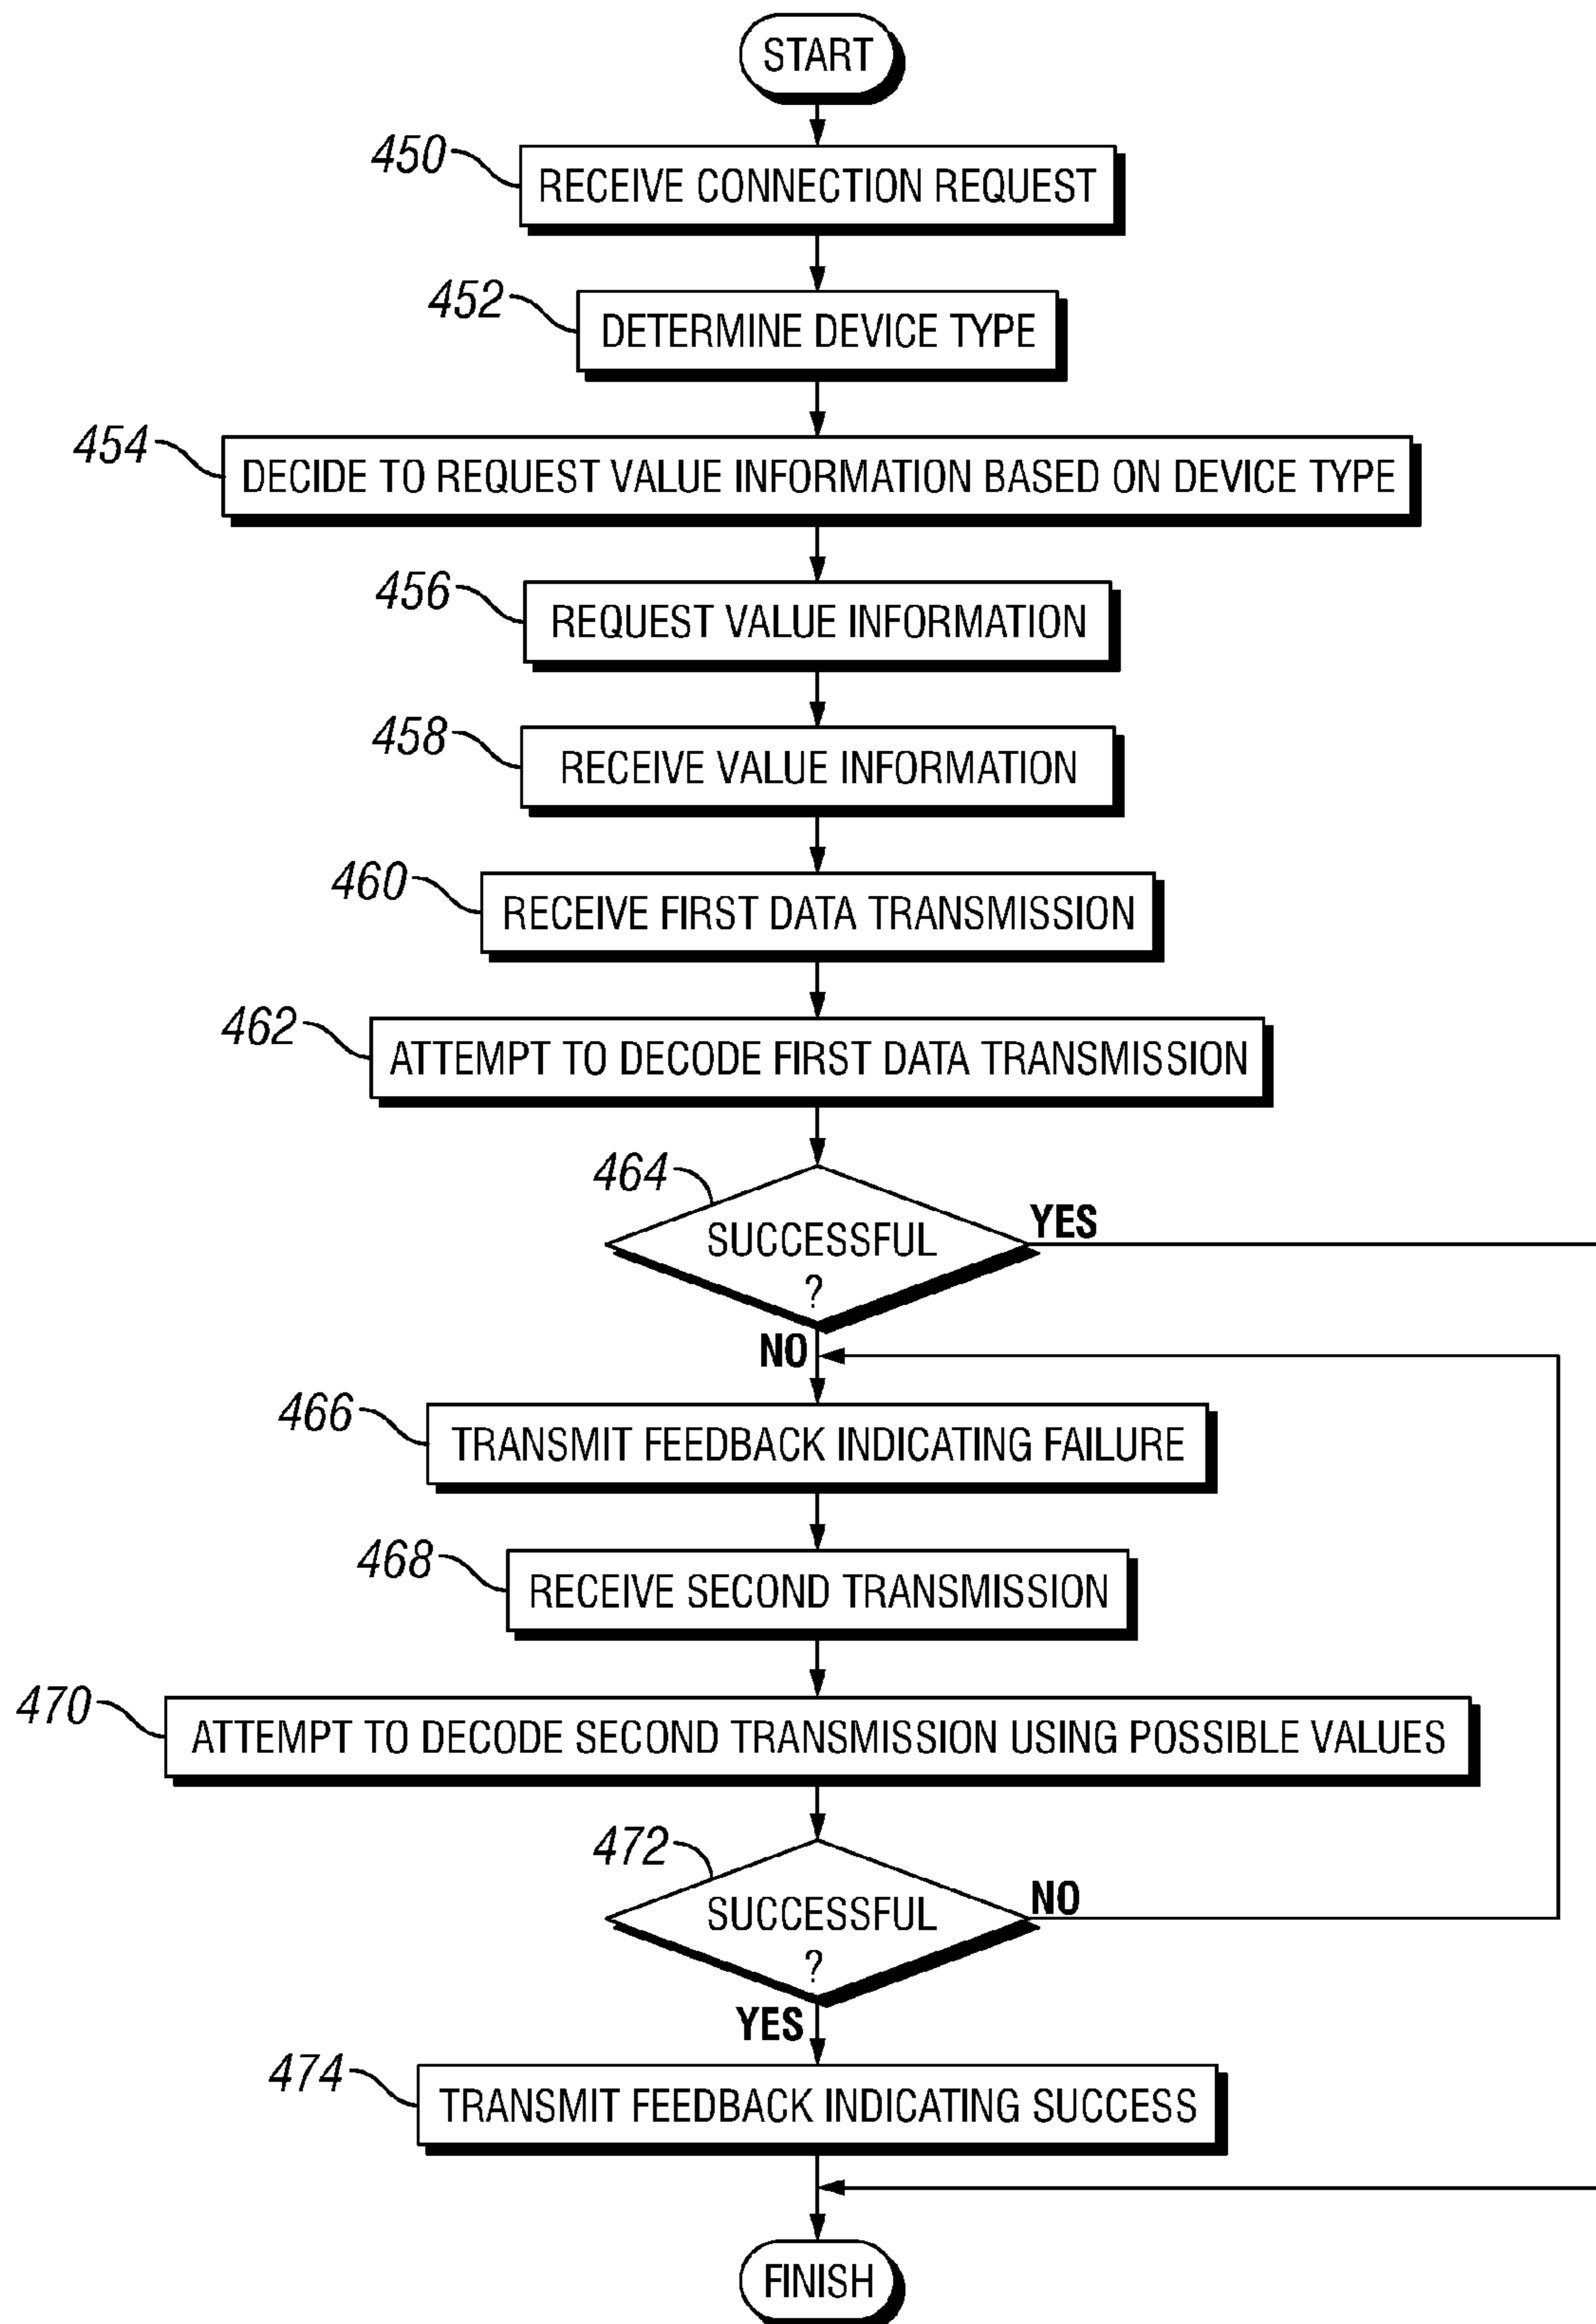 START
450
RECEIVE CONNECTION REQUEST
452
DETERMINE DEVICE TYPE
454
DECIDE TO REQUEST VALUE INFORMATION BASED ON DEVICE TYPE
456
REQUEST VALUE INFORMATION
458
RECEIVE VALUE INFORMATION
460
RECEIVE FIRST DATA TRANSMISSION
462
ATTEMPT TO DECODE FIRST DATA TRANSMISSION
464
SUCCESSFUL
?
YES
NO
466
TRANSMIT FEEDBACK INDICATING FAILURE
468
RECEIVE SECOND TRANSMISSION
470
ATTEMPT TO DECODE SECOND TRANSMISSION USING POSSIBLE VALUES
472
SUCCESSFUL
?
NO
YES
474
TRANSMIT FEEDBACK INDICATING SUCCESS
FINISH